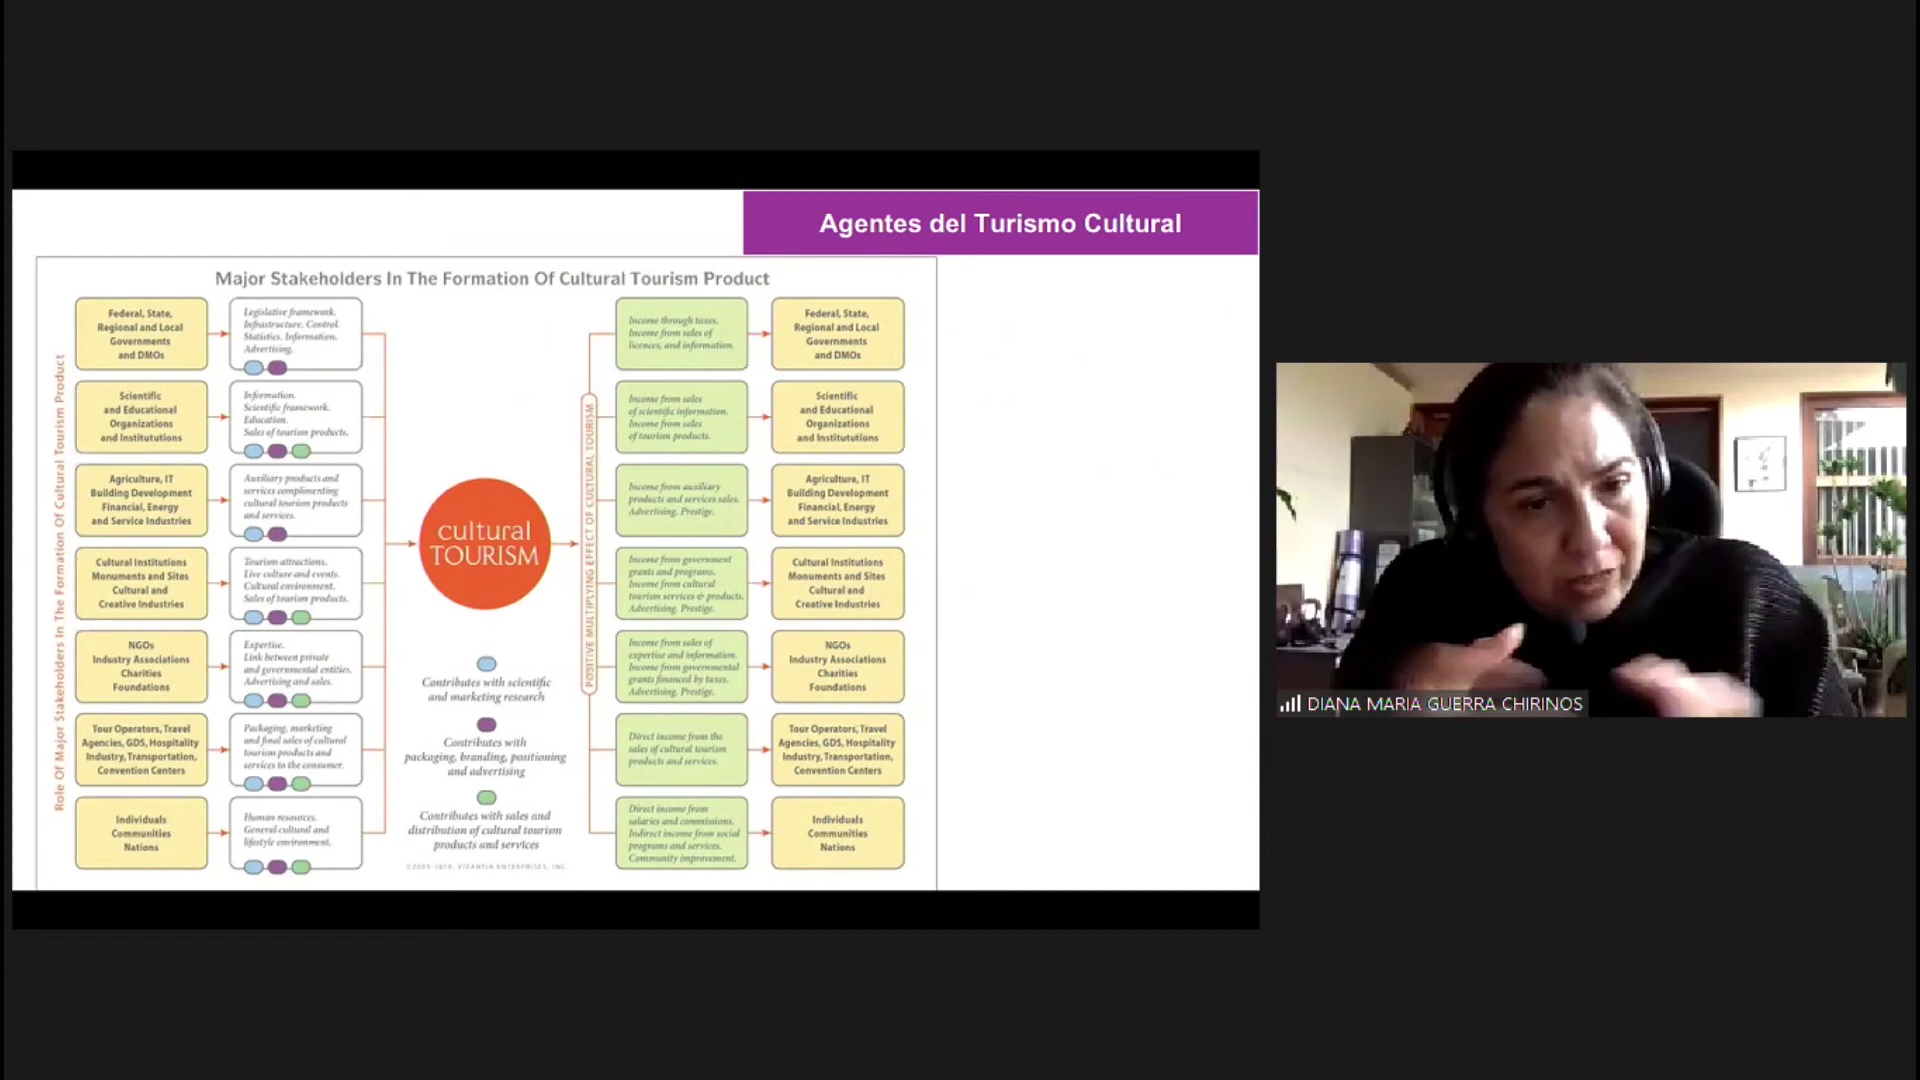 Agentes del Turismo Cultural
Major Stakeholders In The Formation Of Cultural Tourism Product
Role Of Major Stakeholders In The Formation Of Cultural Tourism Product
Federal, State,
Regional and Local
Governments
and DMOs
Legislative framework.
Infrastructure. Control.
Statistics. Information.
Advertising.
Scientific
and Educational
Organizations
and Institututions
Information.
Scientific framework.
Education.
Sales of tourism products.
Agriculture, IT
Building Development
Financial, Energy
and Service Industries
Auxiliary products and
services complimenting
cultural tourism products
and services.
Cultural Institutions
Monuments and Sites
Cultural and
Creative Industries
Tourism attractions.
Live culture and events.
Cultural environment.
Sales of tourism products.
NGOs
Industry Associations
Charities
Foundations
Expertise.
Link between private
and governmental entities.
Advertising and sales.
Tour Operators, Travel
Agencies, GDS, Hospitality
Industry, Transportation,
Convention Centers
Packaging, marketing
and final sales of cultural
tourism products and
services to the consumer.
Individuals
Communities
Nations
Human resources.
General cultural and
lifestyle environment.
cultural
TOURISM
Contributes with scientific
and marketing research
Contributes with
packaging, branding, positioning
and advertising
Contributes with sales and
distribution of cultural tourism
products and services
©2005-2010, VIZANTIA ENTERPRISES, INC.
POSITIVE MULTIPLYING EFFECT OF CULTURAL TOURISM
Income through taxes.
Income from sales of
licences, and information.
Federal, State,
Regional and Local
Governments
and DMOs
Income from sales
of scientific information.
Income from sales
of tourism products.
Scientific
and Educational
Organizations
and Institututions
Income from auxiliary
products and services sales.
Advertising. Prestige.
Agriculture, IT
Building Development
Financial, Energy
and Service Industries
Income from government
grants and programs.
Income from cultural
tourism services & products.
Advertising. Prestige.
Cultural Institutions
Monuments and Sites
Cultural and
Creative Industries
Income from sales of
expertise and information.
Income from governmental
grants financed by taxes.
Advertising. Prestige.
NGOs
Industry Associations
Charities
Foundations
Direct income from the
sales of cultural tourism
products and services.
Tour Operators, Travel
Agencies, GDS, Hospitality
Industry, Transportation,
Convention Centers
Direct income from
salaries and commissions.
Indirect income from social
programs and services.
Community improvement.
Individuals
Communities
Nations
DIANA MARIA GUERRA CHIRINOS